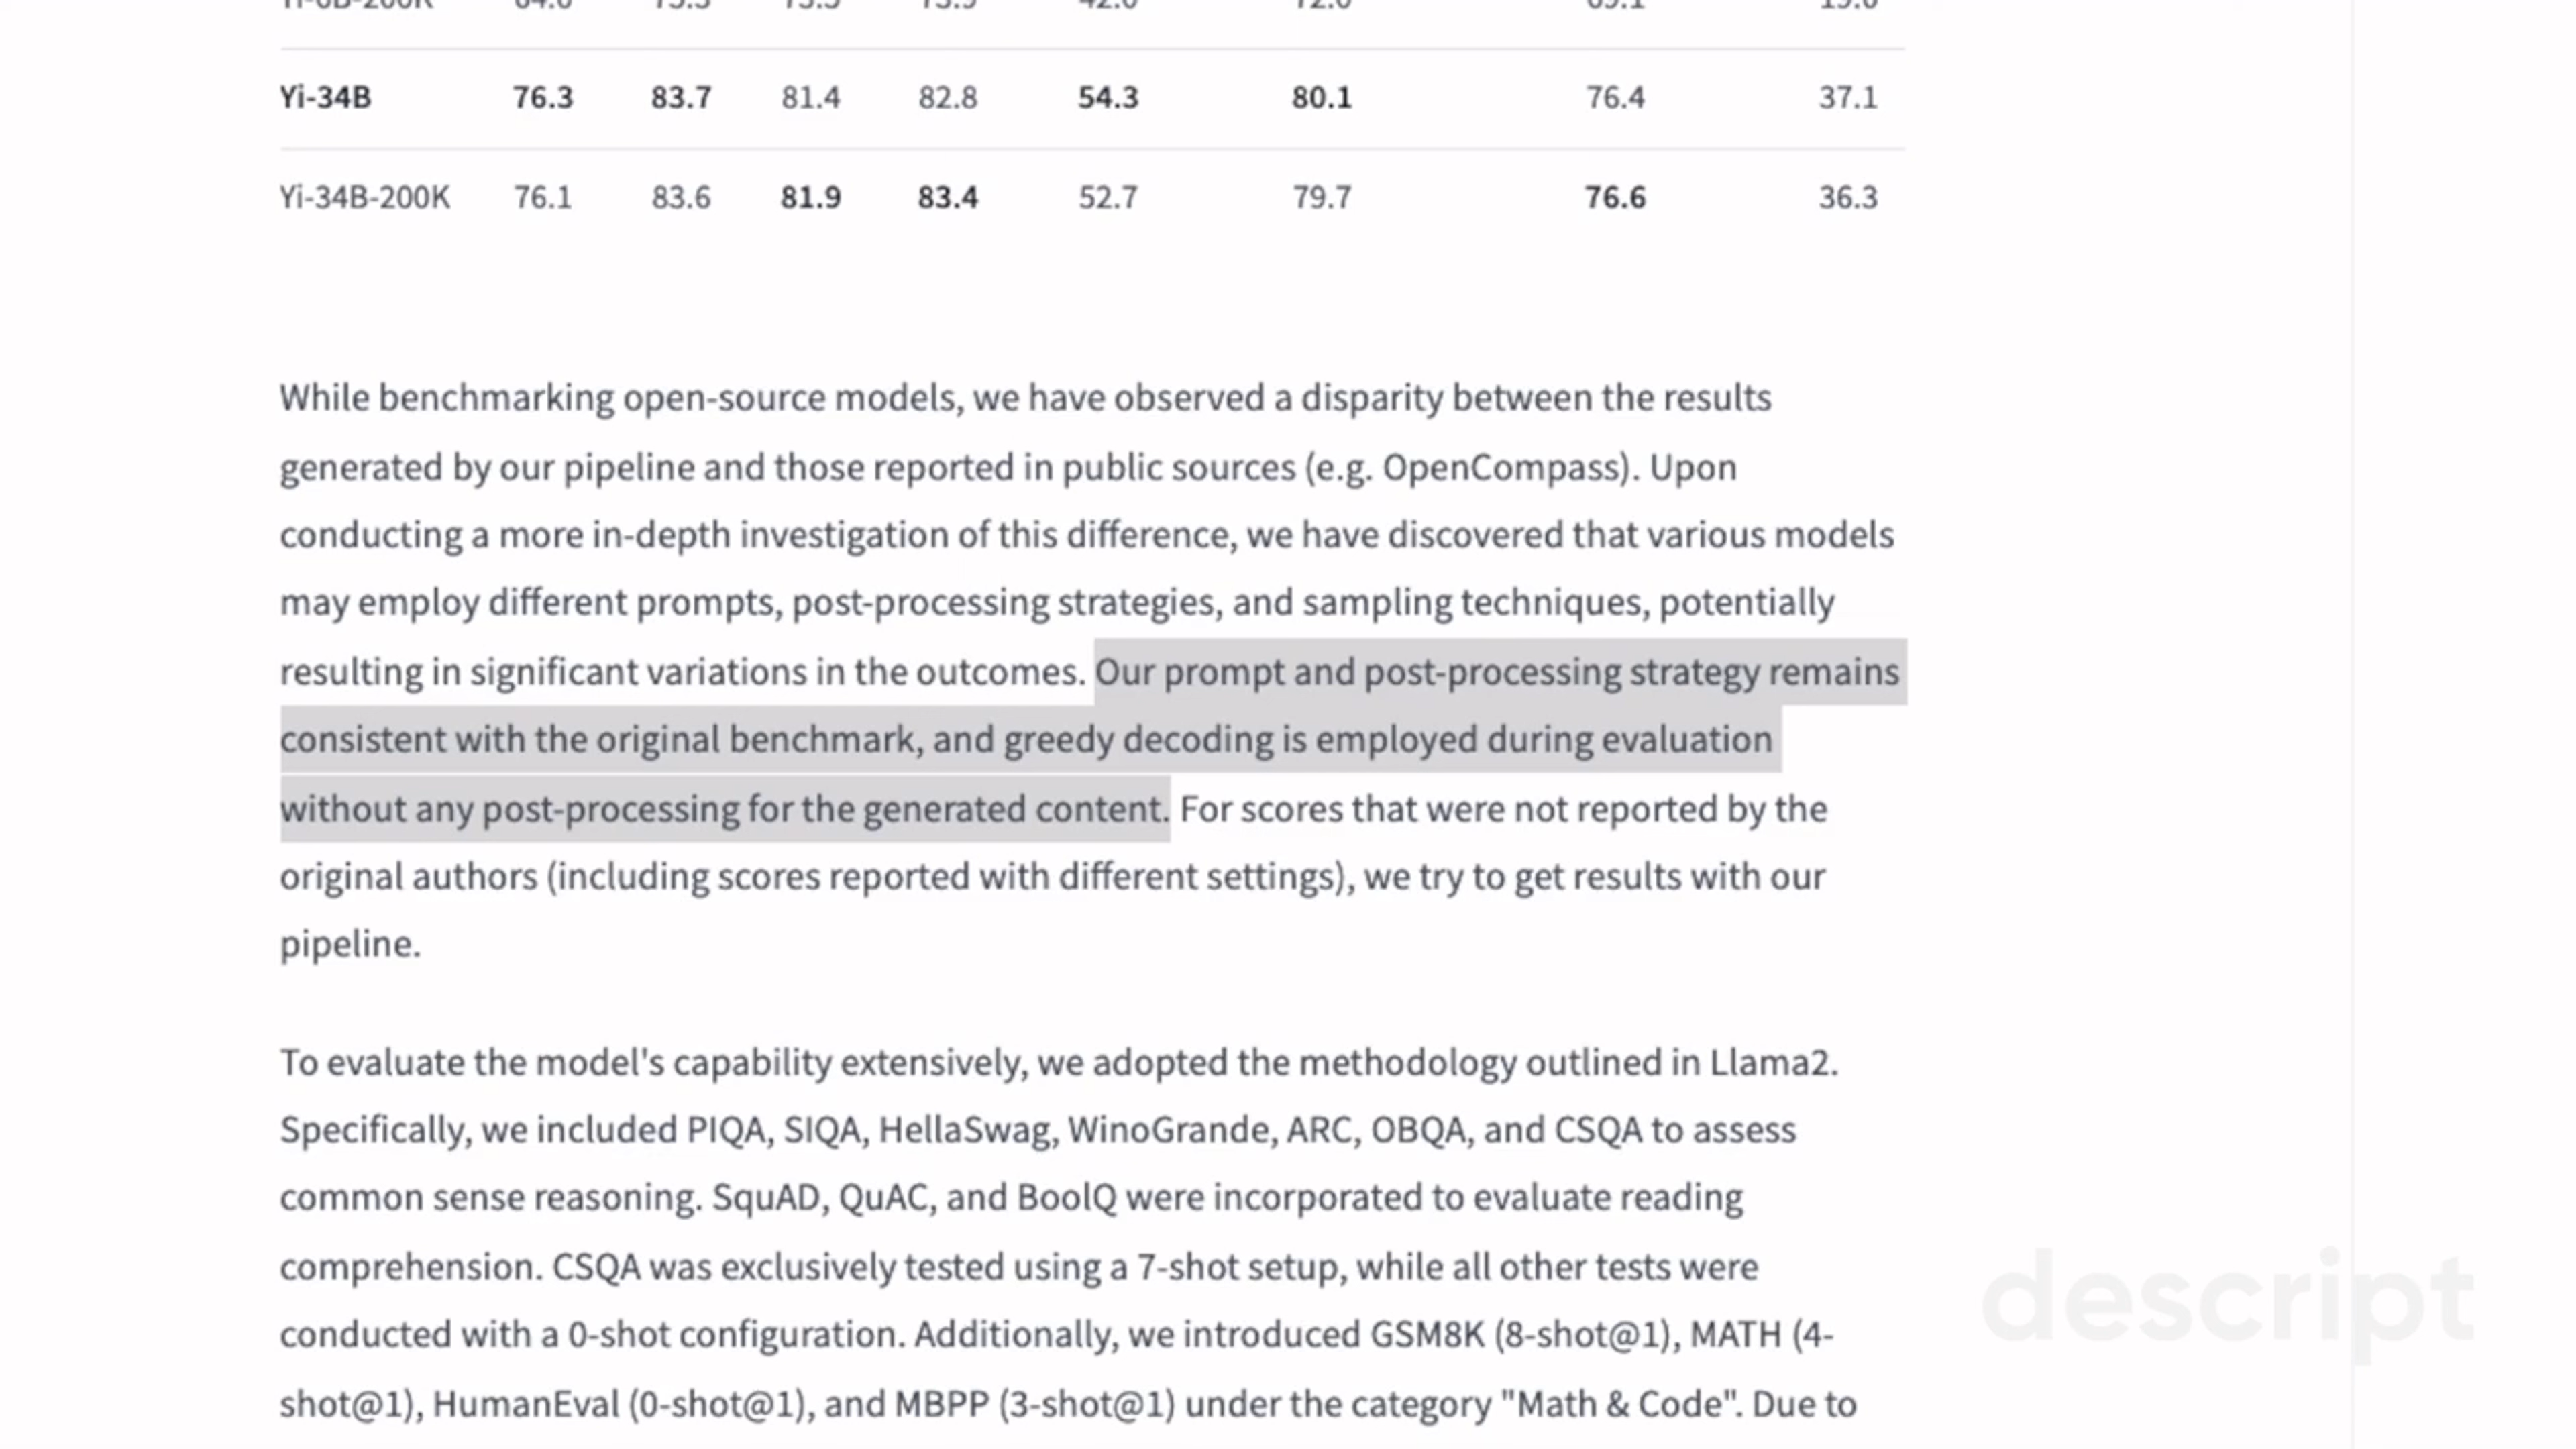 Yi-34B 76.3 83.7 81.4 82.8 54.3 80.1 76.4 37.1
Yi-34B-200K 76.1 83.6 81.9 83.4 52.7 79.7 76.6 36.3
While benchmarking open-source models, we have observed a disparity between the results
generated by our pipeline and those reported in public sources (e.g. OpenCompass). Upon
conducting a more in-depth investigation of this difference, we have discovered that various models
may employ different prompts, post-processing strategies, and sampling techniques, potentially
resulting in significant variations in the outcomes. Our prompt and post-processing strategy remains
consistent with the original benchmark, and greedy decoding is employed during evaluation
without any post-processing for the generated content. For scores that were not reported by the
original authors (including scores reported with different settings), we try to get results with our
pipeline.
To evaluate the model's capability extensively, we adopted the methodology outlined in Llama2.
Specifically, we included PIQA, SIQA, HellaSwag, WinoGrande, ARC, OBQA, and CSQA to assess
common sense reasoning. SquAD, QuAC, and BoolQ were incorporated to evaluate reading
comprehension. CSQA was exclusively tested using a 7-shot setup, while all other tests were
conducted with a 0-shot configuration. Additionally, we introduced GSM8K (8-shot@1), MATH (4-
shot@1), HumanEval (0-shot@1), and MBPP (3-shot@1) under the category "Math & Code". Due to
descript